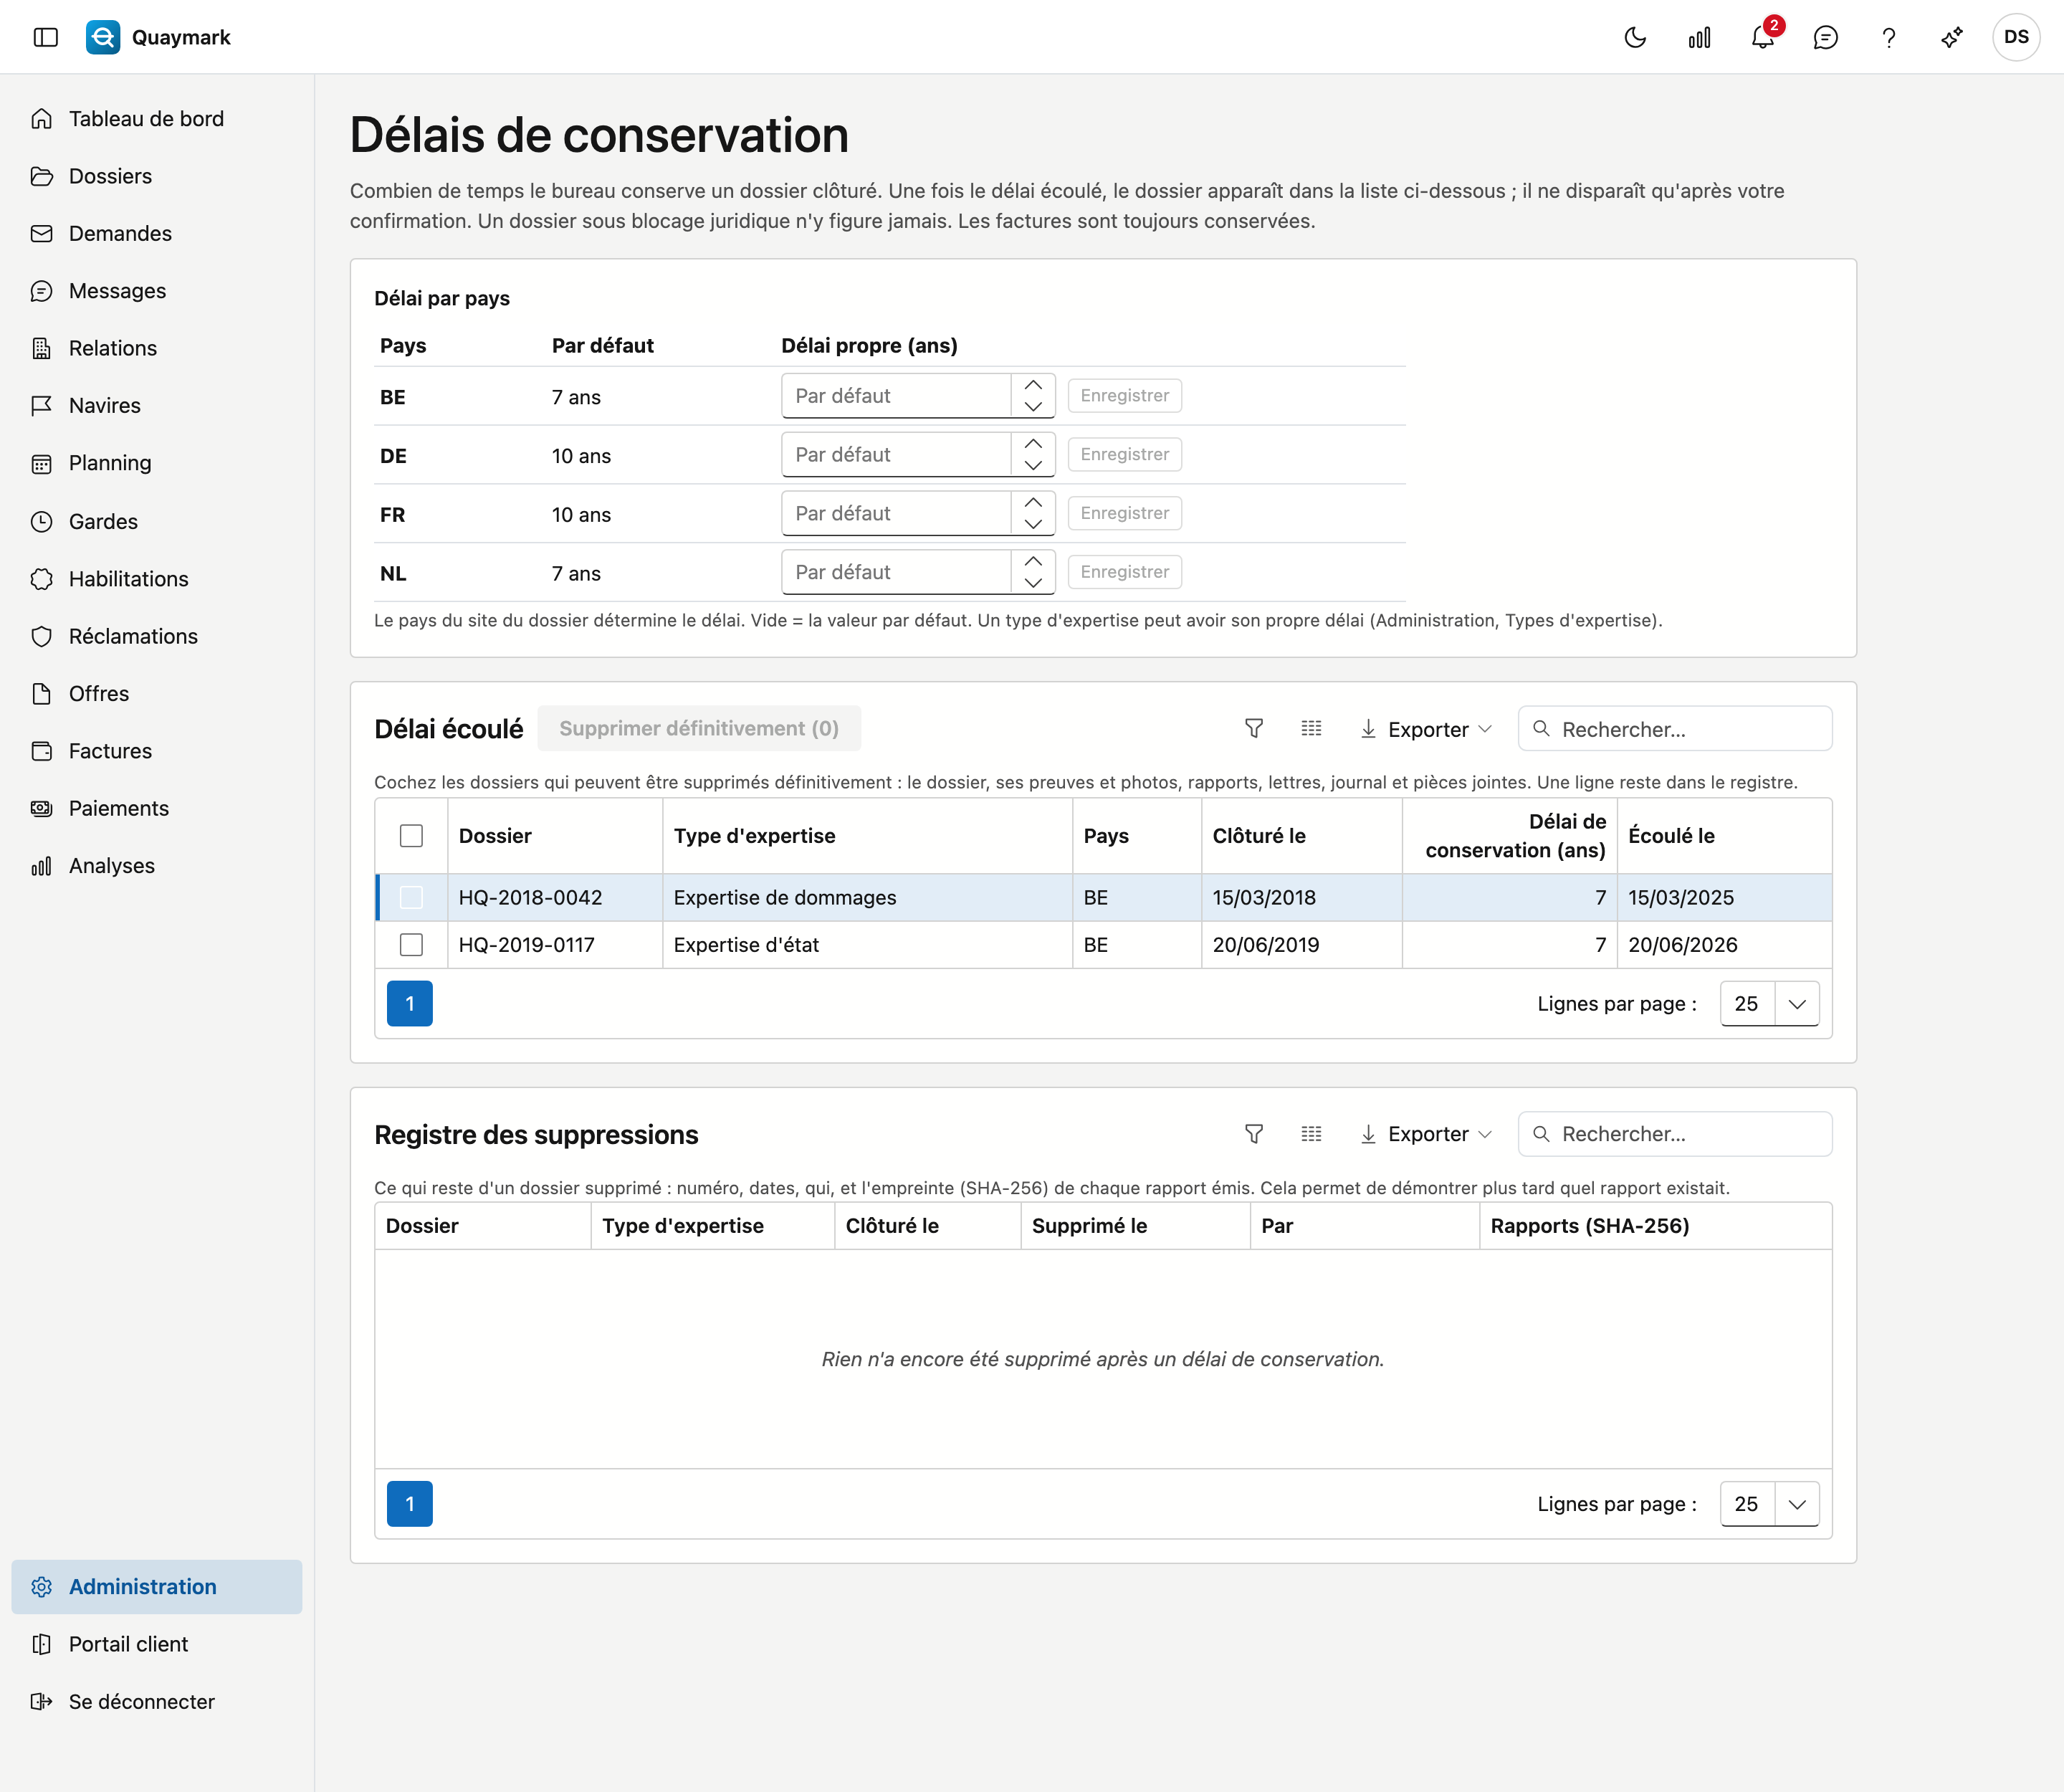 Quaymark
2
DS
Tableau de bord
Dossiers
Demandes
Messages
Relations
Navires
Planning
Gardes
Habilitations
Réclamations
Offres
Factures
Paiements
Analyses
Administration
Portail client
Se déconnecter
Délais de conservation
Combien de temps le bureau conserve un dossier clôturé. Une fois le délai écoulé, le dossier apparaît dans la liste ci-dessous ; il ne disparaît qu'après votre
confirmation. Un dossier sous blocage juridique n'y figure jamais. Les factures sont toujours conservées.
Délai par pays
Pays Par défaut Délai propre (ans)
BE 7 ans Par défaut Enregistrer
DE 10 ans Par défaut Enregistrer
FR 10 ans Par défaut Enregistrer
NL 7 ans Par défaut Enregistrer
Le pays du site du dossier détermine le délai. Vide = la valeur par défaut. Un type d'expertise peut avoir son propre délai (Administration, Types d'expertise).
Délai écoulé Supprimer définitivement (0) Exporter Rechercher...
Cochez les dossiers qui peuvent être supprimés définitivement : le dossier, ses preuves et photos, rapports, lettres, journal et pièces jointes. Une ligne reste dans le registre.
Dossier Type d'expertise Pays Clôturé le Délai de conservation (ans) Écoulé le
HQ-2018-0042 Expertise de dommages BE 15/03/2018 7 15/03/2025
HQ-2019-0117 Expertise d'état BE 20/06/2019 7 20/06/2026
1 Lignes par page : 25
Registre des suppressions Exporter Rechercher...
Ce qui reste d'un dossier supprimé : numéro, dates, qui, et l'empreinte (SHA-256) de chaque rapport émis. Cela permet de démontrer plus tard quel rapport existait.
Dossier Type d'expertise Clôturé le Supprimé le Par Rapports (SHA-256)
Rien n'a encore été supprimé après un délai de conservation.
1 Lignes par page : 25